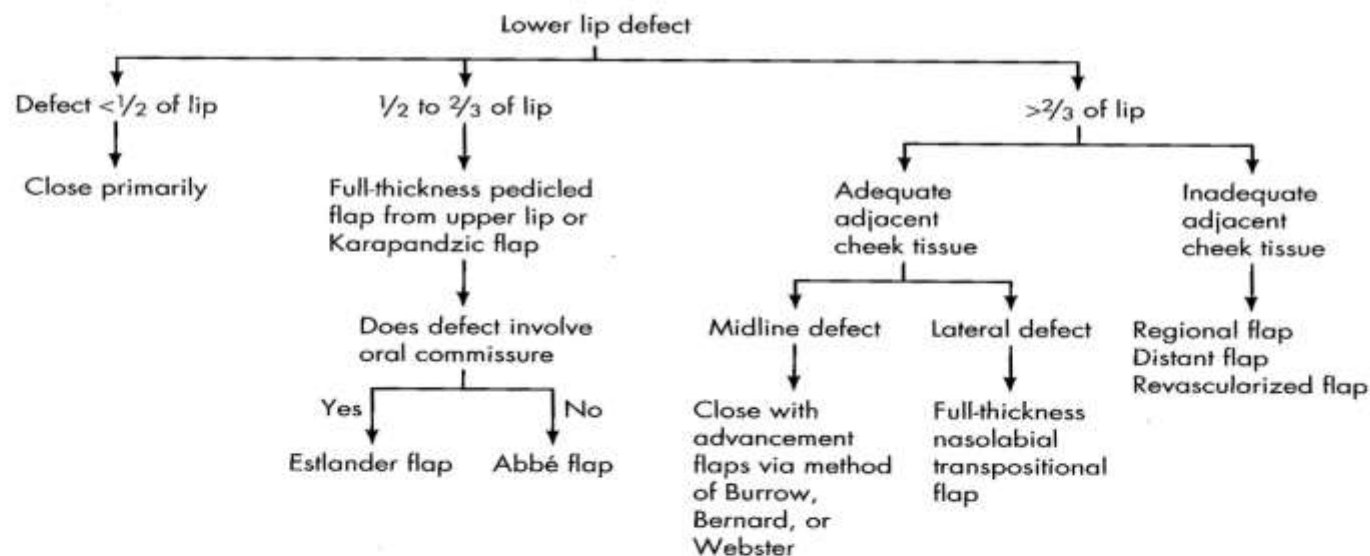 Lower lip defect
Defect <1/2 of lip
1/2 to 2/3 of lip
>2/3 of lip
Close primarily
Full-thickness pedicled
flap from upper lip or
Karapandzic flap
Adequate
adjacent
cheek tissue
Inadequate
adjacent
cheek tissue
Does defect involve
oral commissure
Midline defect
Lateral defect
Regional flap
Distant flap
Revascularized flap
Yes
No
Estlander flap
Abbé flap
Close with
advancement
flaps via method
of Burrow,
Bernard, or
Webster
Full-thickness
nasolabial
transpositional
flap